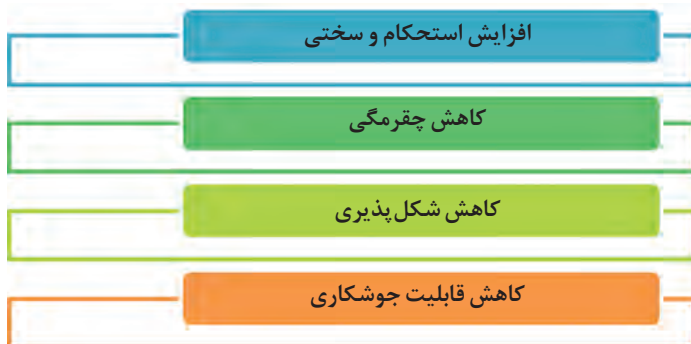 افزایش استحکام و سختی
کاهش چقرمگی
کاهش شکل‌پذیری
کاهش قابلیت جوشکاری